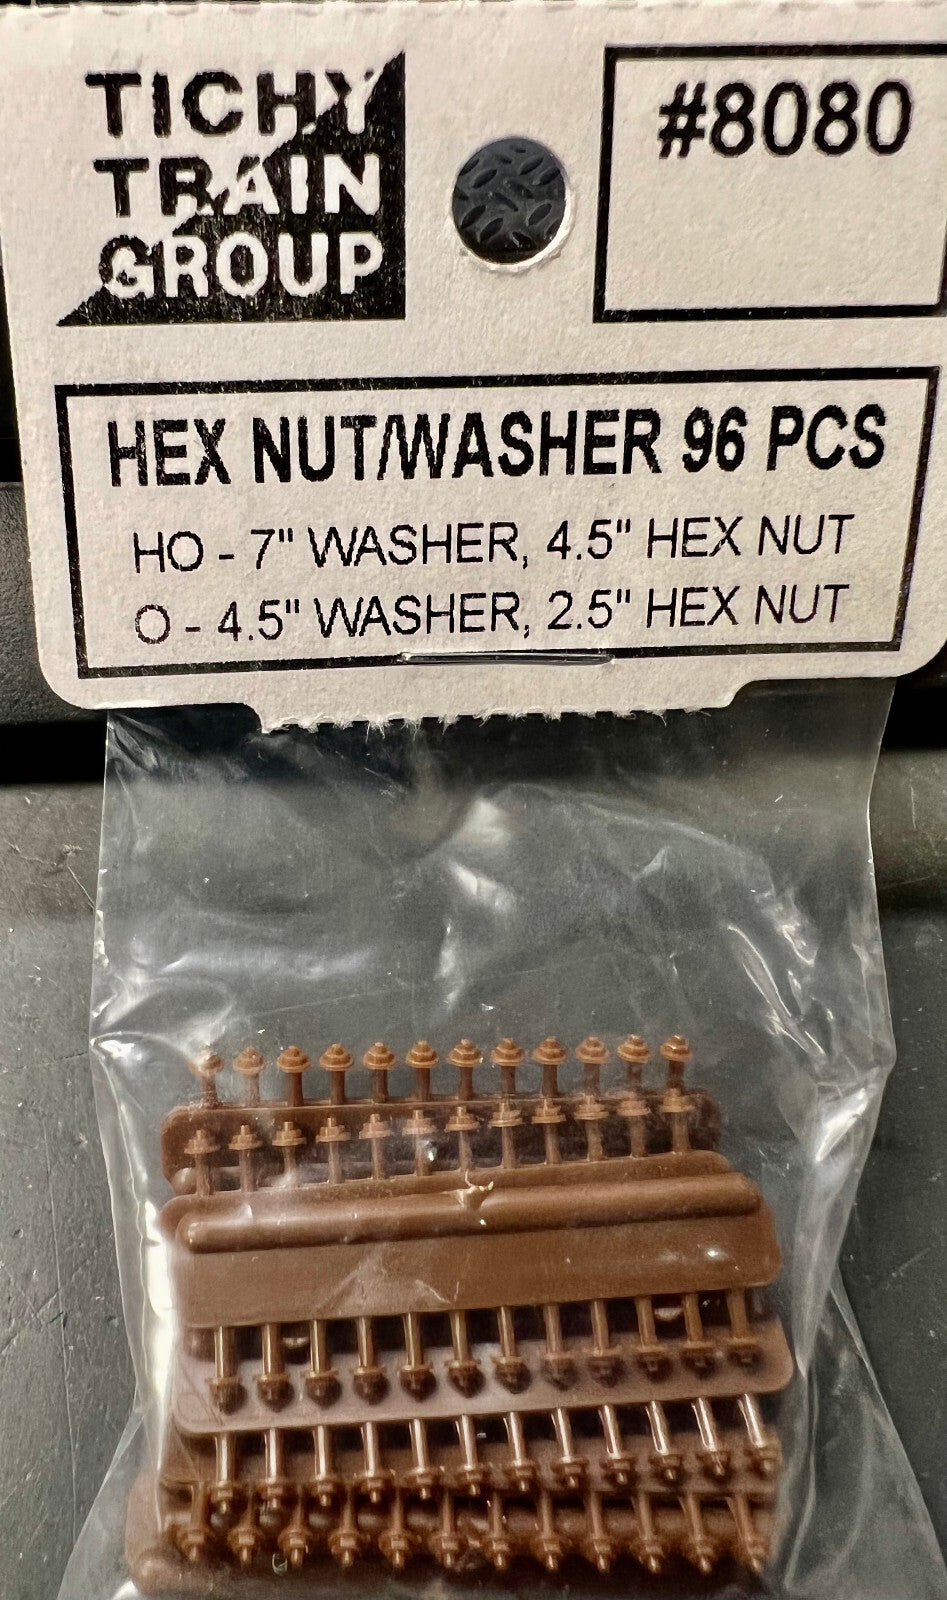 TICHY
TRAIN
GROUP
#8080
HEX NUT/WASHER 96 PCS
HO - 7" WASHER, 4.5" HEX NUT
O - 4.5" WASHER, 2.5" HEX NUT